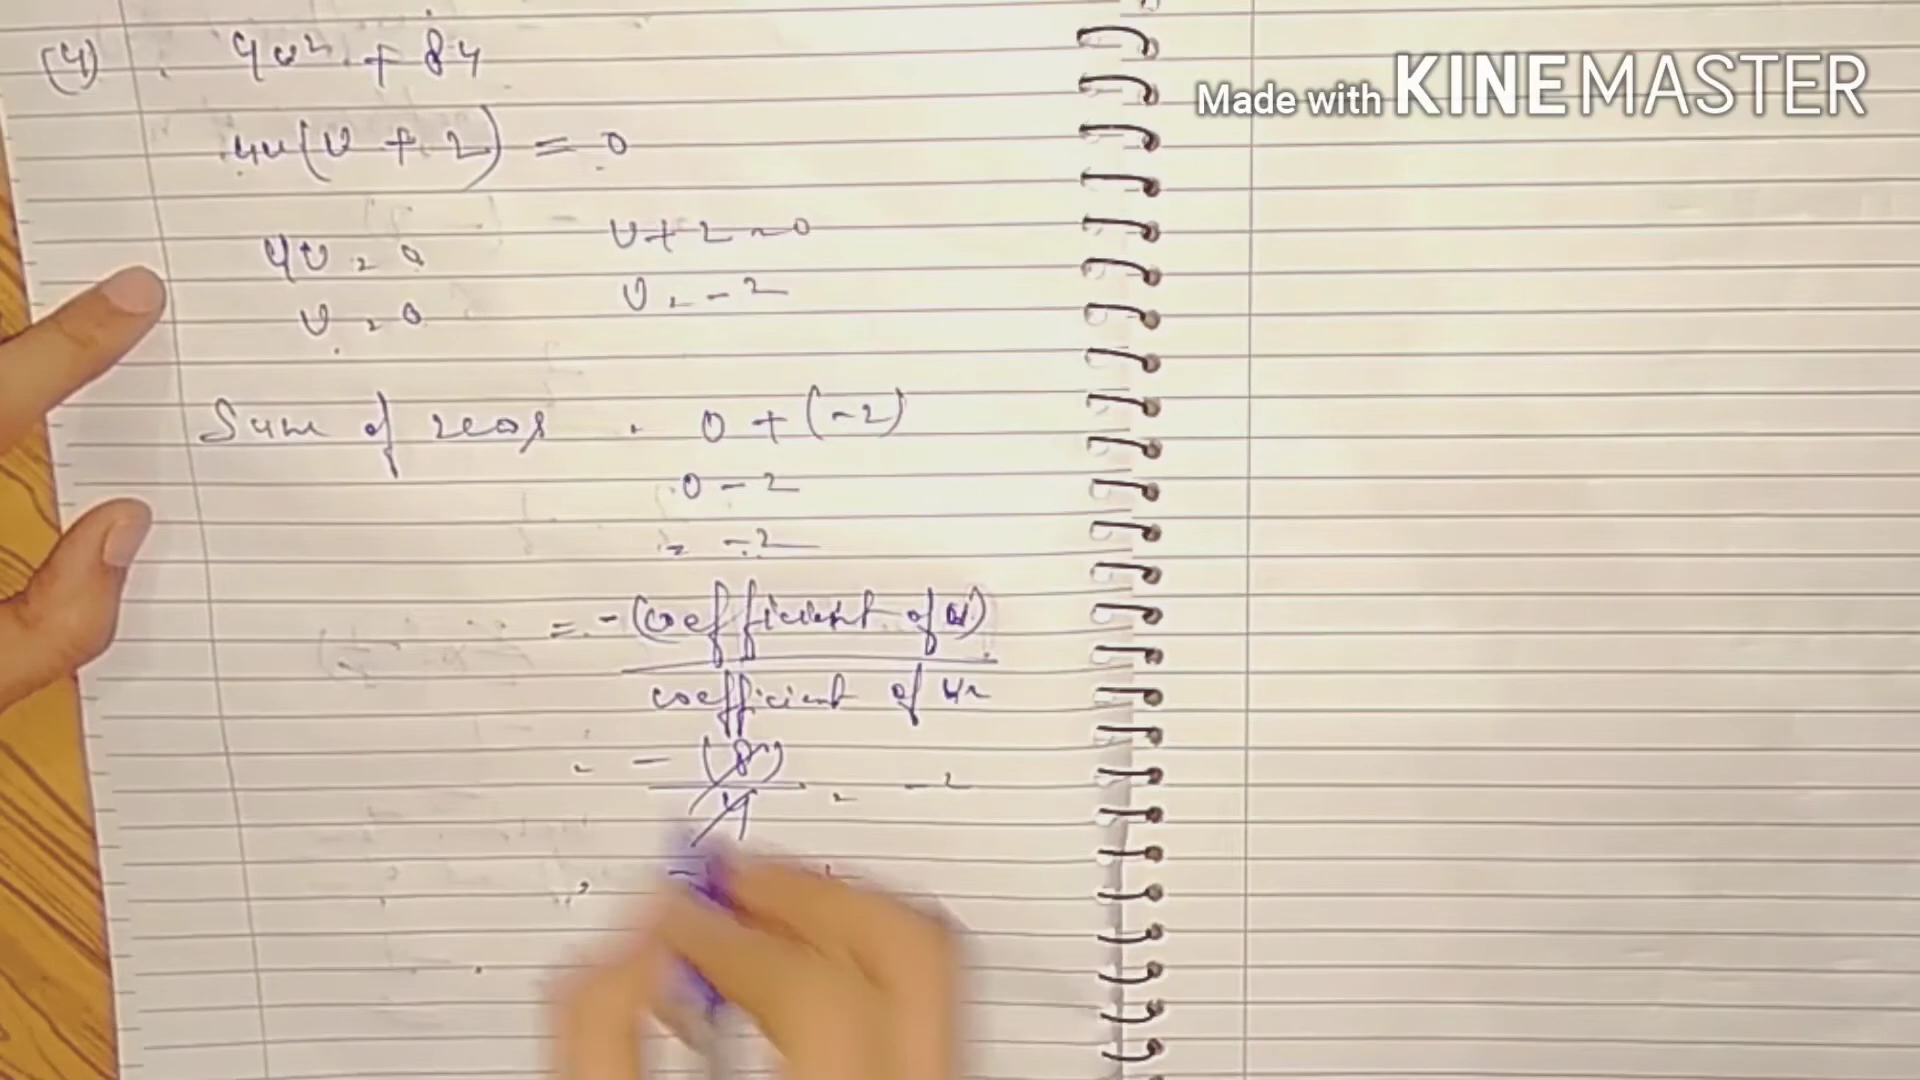 (4) 4u² + 8u
4u(u + 2) = 0
4u = 0 u + 2 = 0
u = 0 u = -2
Sum of zeros = 0 + (-2)
0 - 2
= -2
= -(coefficient of u)
coefficient of u²
= -(8)
4 = -2
Made with KINEMASTER